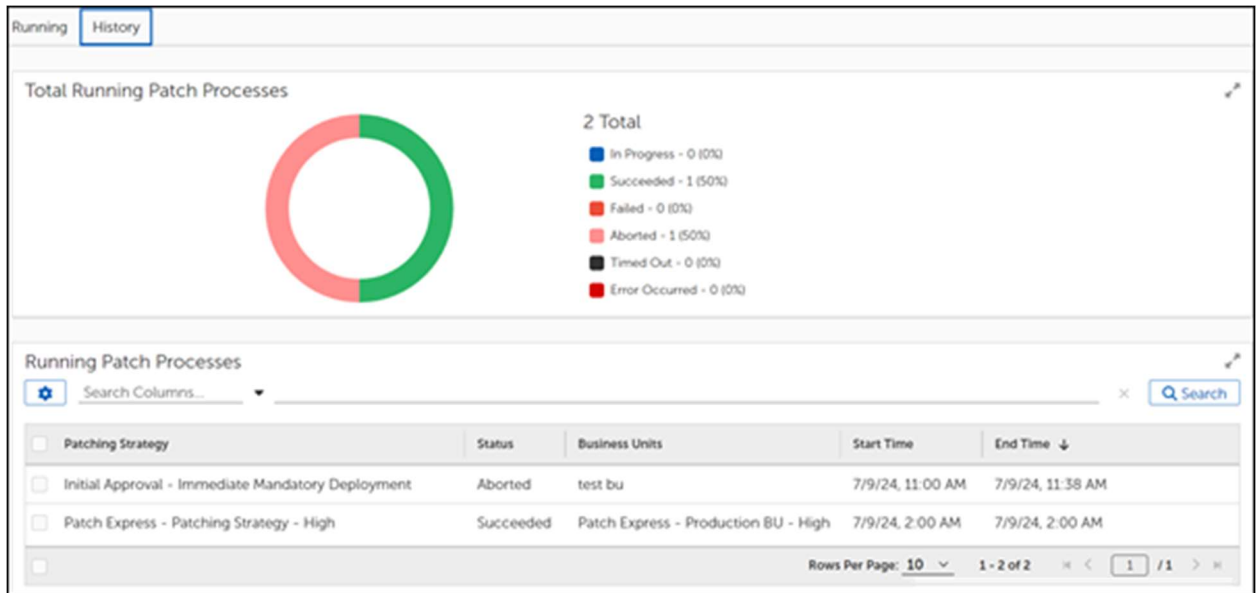 Running History
Total Running Patch Processes
2 Total
In Progress - 0 (0%)
Succeeded - 1 (50%)
Failed - 0 (0%)
Aborted - 1 (50%)
Timed Out - 0 (0%)
Error Occurred - 0 (0%)
Running Patch Processes
Search Columns... Search
Patching Strategy Status Business Units Start Time End Time
Initial Approval - Immediate Mandatory Deployment Aborted test bu 7/9/24, 11:00 AM 7/9/24, 11:38 AM
Patch Express - Patching Strategy - High Succeeded Patch Express - Production BU - High 7/9/24, 2:00 AM 7/9/24, 2:00 AM
Rows Per Page: 10 1 - 2 of 2 1 / 1